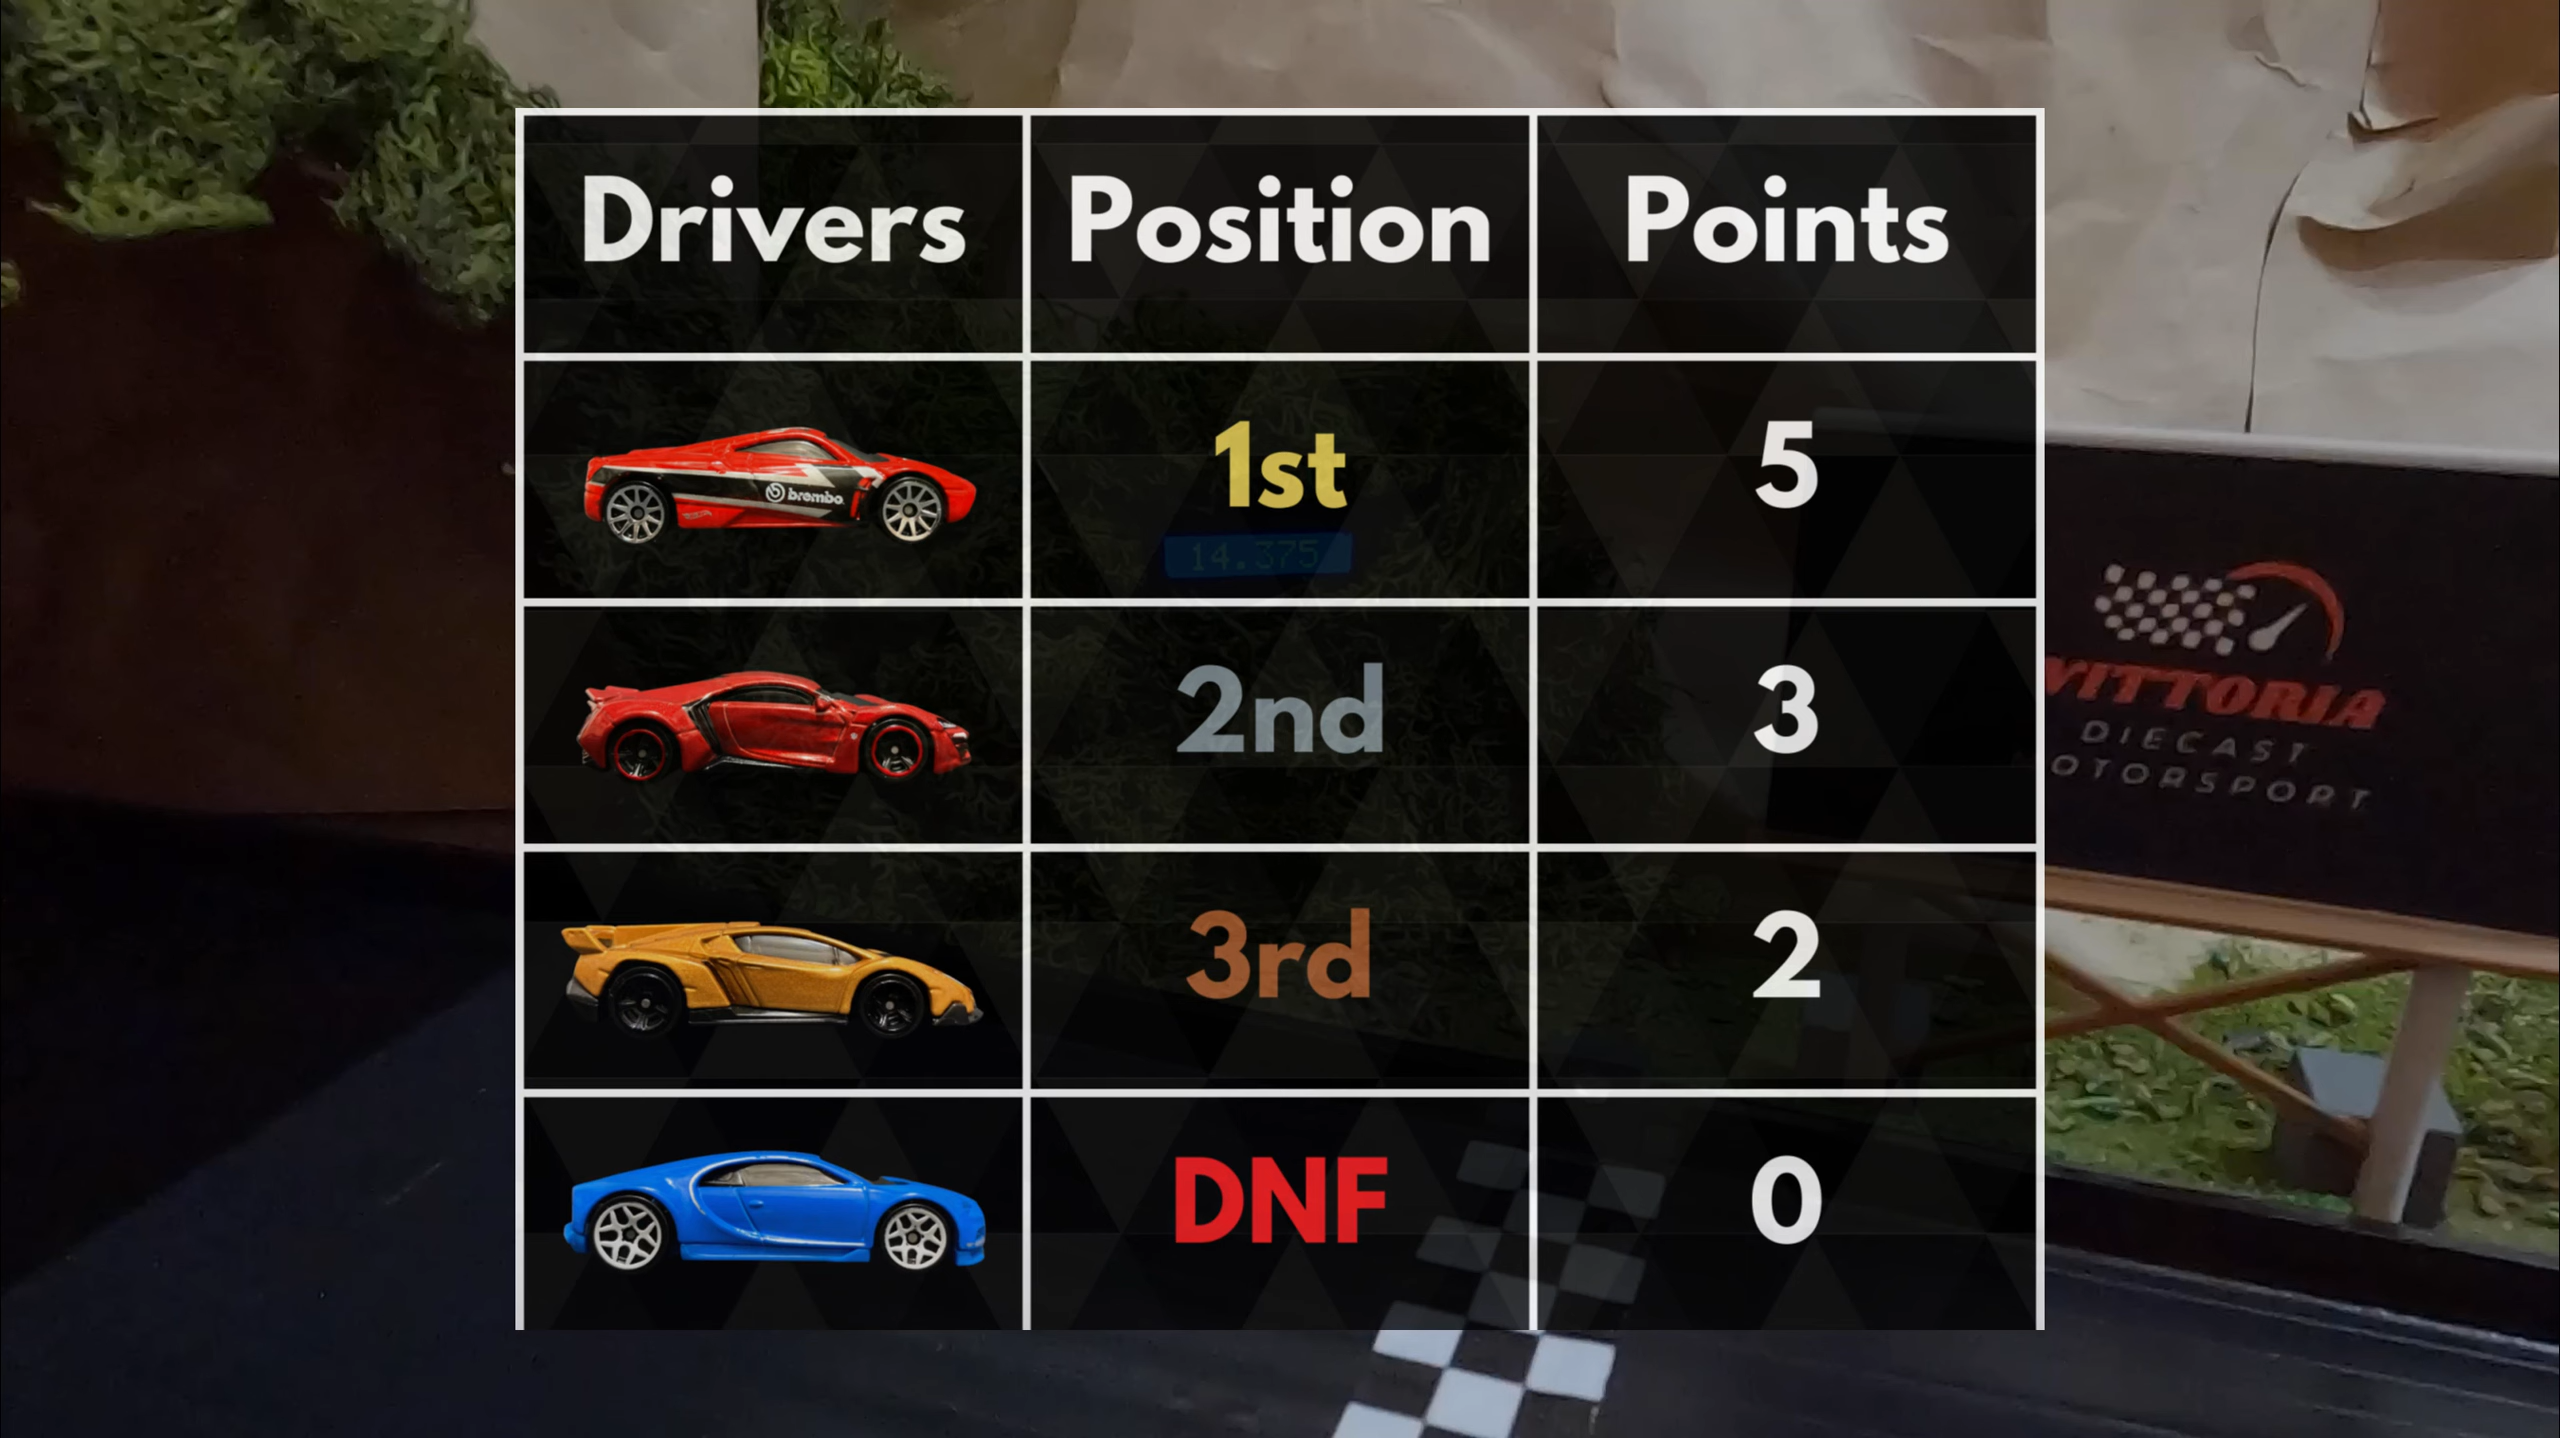 Drivers Position Points
brembo
1st 5
14.375
2nd 3
3rd 2
DNF 0
VITTORIA
DIECAST
OTORSPORT